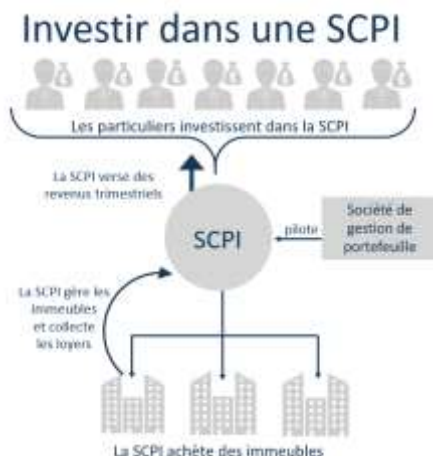 Investir dans une SCPI
Les particuliers investissent dans la SCPI
La SCPI verse des
revenus trimestriels
SCPI
pilote
Société de
gestion de
portefeuille
La SCPI gère les
immeubles
et collecte
les loyers
La SCPI achète des immeubles